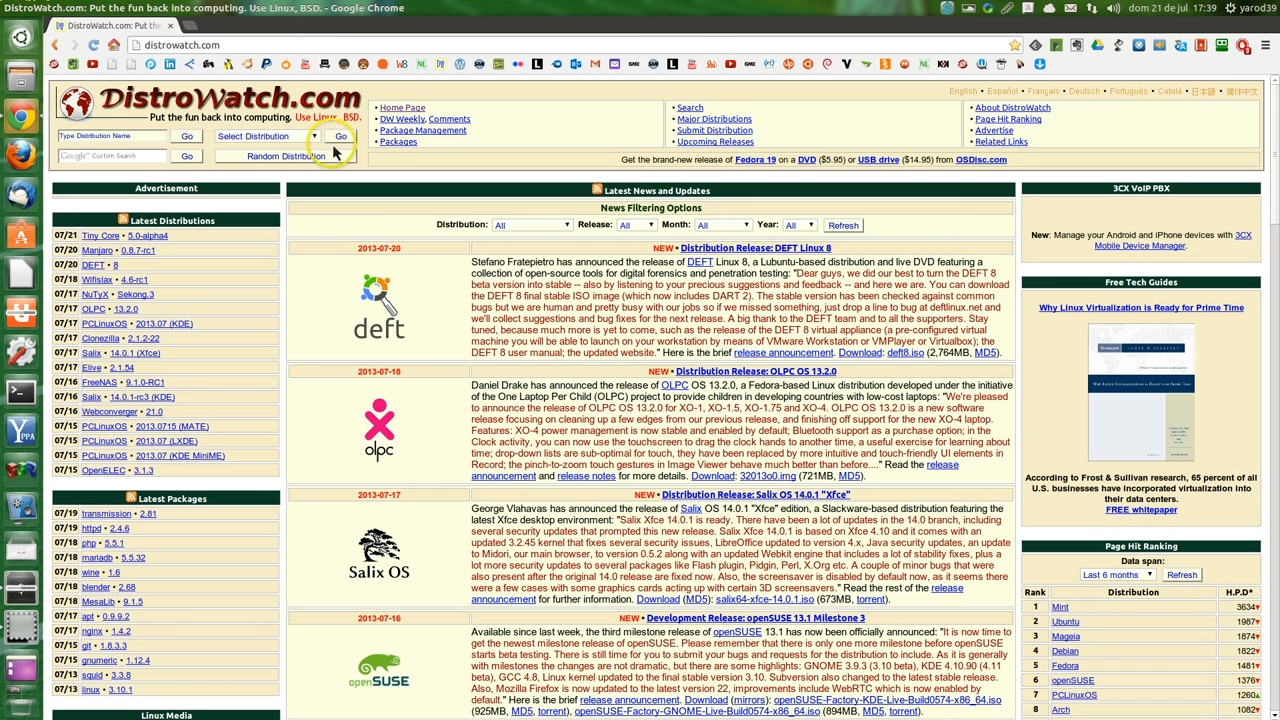 DistroWatch.com: Put the fun back into computing. Use Linux, BSD. - Google Chrome
dom 21 de jul
17:39
yarod39
DistroWatch.com: Put the
distrowatch.com
DistroWatch.com
Put the fun back into computing. Use Linux, BSD.
Type Distribution Name
Go
Select Distribution
Go
Google™ Custom Search
Go
Random Distribution
• Home Page
• DW Weekly, Comments
• Package Management
• Packages
• Search
• Major Distributions
• Submit Distribution
• Upcoming Releases
English - Español - Français - Deutsch - Português - Català - 日本語 - 简体中文
• About DistroWatch
• Page Hit Ranking
• Advertise
• Related Links
Get the brand-new release of Fedora 19 on a DVD ($5.95) or USB drive ($14.95) from OSDisc.com
Advertisement
Latest Distributions
07/21 Tiny Core • 5.0-alpha4
07/20 Manjaro • 0.8.7-rc1
07/20 DEFT • 8
07/18 Wifislax • 4.6-rc1
07/17 NuTyX • Sekong.3
07/17 OLPC • 13.2.0
07/17 PCLinuxOS • 2013.07 (KDE)
07/17 Clonezilla • 2.1.2-22
07/17 Salix • 14.0.1 (Xfce)
07/17 Elive • 2.1.54
07/16 FreeNAS • 9.1.0-RC1
07/16 Salix • 14.0.1-rc3 (KDE)
07/16 Webconverger • 21.0
07/15 PCLinuxOS • 2013.0715 (MATE)
07/15 PCLinuxOS • 2013.07 (LXDE)
07/15 PCLinuxOS • 2013.07 (KDE MiniME)
07/15 OpenELEC • 3.1.3
Latest Packages
07/19 transmission • 2.81
07/19 httpd • 2.4.6
07/18 php • 5.5.1
07/18 mariadb • 5.5.32
07/18 wine • 1.6
07/18 blender • 2.68
07/18 MesaLib • 9.1.5
07/17 apt • 0.9.9.2
07/17 nginx • 1.4.2
07/15 git • 1.8.3.3
07/15 gnumeric • 1.12.4
07/13 squid • 3.3.8
07/13 linux • 3.10.1
Linux Media
Latest News and Updates
News Filtering Options
Distribution: All Release: All Month: All Year: All Refresh
2013-07-20
NEW • Distribution Release: DEFT Linux 8
deft
Stefano Fratepietro has announced the release of DEFT Linux 8, a Lubuntu-based distribution and live DVD featuring a
collection of open-source tools for digital forensics and penetration testing: "Dear guys, we did our best to turn the DEFT 8
beta version into stable -- also by listening to your precious suggestions and feedback -- and here we are. You can download
the DEFT 8 final stable ISO image (which now includes DART 2). The stable version has been checked against common
bugs but we are human and pretty busy with our jobs so if we missed something, just drop a line to bug at deftlinux.net and
we'll collect suggestions and bug fixes for the next release. A big thank to the DEFT team and to all the supporters. Stay
tuned, because much more is yet to come, such as the release of the DEFT 8 virtual appliance (a pre-configured virtual
machine you will be able to launch on your workstation by means of VMware Workstation or VMPlayer or Virtualbox); the
DEFT 8 user manual; the updated website." Here is the brief release announcement. Download: deft8.iso (2,764MB, MD5).
2013-07-18
NEW • Distribution Release: OLPC OS 13.2.0
olpc
Daniel Drake has announced the release of OLPC OS 13.2.0, a Fedora-based Linux distribution developed under the initiative
of the One Laptop Per Child (OLPC) project to provide children in developing countries with low-cost laptops: "We're pleased
to announce the release of OLPC OS 13.2.0 for XO-1, XO-1.5, XO-1.75 and XO-4. OLPC OS 13.2.0 is a new software
release focusing on cleaning up a few edges from our previous release, and finishing off support for the new XO-4 laptop.
Features: XO-4 power management is now stable and enabled by default; Bluetooth support as a purchase option; in the
Clock activity, you can now use the touchscreen to drag the clock hands to another time, a useful exercise for learning about
time; drop-down lists are sub-optimal for touch, they have been replaced by more intuitive and touch-friendly UI elements in
Record; the pinch-to-zoom touch gestures in Image Viewer behave much better than before...." Read the release
announcement and release notes for more details. Download: 32013o0.img (721MB, MD5).
2013-07-17
NEW • Distribution Release: Salix OS 14.0.1 "Xfce"
Salix OS
George Vlahavas has announced the release of Salix OS 14.0.1 "Xfce" edition, a Slackware-based distribution featuring the
latest Xfce desktop environment: "Salix Xfce 14.0.1 is ready. There have been a lot of updates in the 14.0 branch, including
several security updates that prompted this new release. Salix Xfce 14.0.1 is based on Xfce 4.10 and it comes with an
updated 3.2.45 kernel that fixes several security issues, LibreOffice updated to version 4.x, Java security updates, an update
to Midori, our main browser, to version 0.5.2 along with an updated Webkit engine that includes a lot of stability fixes, plus a
lot more security updates to several packages like Flash plugin, Pidgin, Perl, X.Org etc. A couple of minor bugs that were
also present after the original 14.0 release are fixed now. Also, the screensaver is disabled by default now, as it seems there
were a few cases with some graphics cards acting up with certain 3D screensavers." Read the rest of the release
announcement for further information. Download (MD5): salix64-xfce-14.0.1.iso (673MB, torrent).
2013-07-16
NEW • Development Release: openSUSE 13.1 Milestone 3
openSUSE
Available since last week, the third milestone release of openSUSE 13.1 has now been officially announced: "It is now time to
get the newest milestone release of openSUSE. Please remember that there is only one more milestone before openSUSE
starts beta testing. There is still time for you to submit your bugs and requests for the distribution to include. As it is generally
with milestones the changes are not dramatic, but there are some highlights: GNOME 3.9.3 (3.10 beta), KDE 4.10.90 (4.11
beta), GCC 4.8, Linux kernel updated to the final stable version 3.10. Subversion also changed to the latest stable release.
Also, Mozilla Firefox is now updated to the latest version 22, improvements include WebRTC which is now enabled by
default." Here is the brief release announcement. Download (mirrors): openSUSE-Factory-KDE-Live-Build0574-x86_64.iso
(925MB, MD5, torrent), openSUSE-Factory-GNOME-Live-Build0574-x86_64.iso (894MB, MD5, torrent).
3CX VoIP PBX
New: Manage your Android and iPhone devices with 3CX
Mobile Device Manager.
Free Tech Guides
Why Linux Virtualization is Ready for Prime Time
According to Frost & Sullivan research, 65 percent of all
U.S. businesses have incorporated virtualization into
their data centers.
FREE whitepaper
Page Hit Ranking
Data span:
Last 6 months Refresh
Rank Distribution H.P.D*
1 Mint 3634
2 Ubuntu 1987
3 Mageia 1874
4 Debian 1822
5 Fedora 1481
6 openSUSE 1376
7 PCLinuxOS 1260
8 Arch 1082